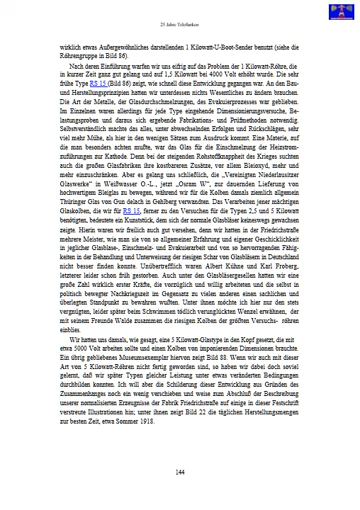 25 Jahre Telefunken
wirklich etwas Außergewöhnliches darstellenden 1 Kilowatt-U-Boot-Sender benutzt (siehe die
Röhrengruppe in Bild 86).
Nach deren Einführung warfen wir uns eifrig auf das Problem der 1 Kilowatt-Röhre, die
in kurzer Zeit ganz gut gelang und auf 1,5 Kilowatt bei 4000 Volt erhöht wurde. Die sehr
frühe Type RS 15 (Bild 86) zeigt, wie schnell diese Entwicklung gegangen war. An den Bau-
und Herstellungsprinzipien hatten wir unterdessen nichts Wesentliches zu ändern brauchen.
Die Art der Metalle, der Glasdurchschmelzungen, des Evakuierprozesses war geblieben.
Im Einzelnen waren allerdings für jede Type eingehende Dimensionierungsversuche, Be-
lastungsproben und daraus sich ergebende Fabrikations- und Prüfmethoden notwendig.
Selbstverständlich machte das alles, unter abwechselnden Erfolgen und Rückschlägen, sehr
viel mehr Mühe, als hier in den wenigen Sätzen zum Ausdruck kommt. Eine Materie, auf
die man besonders achten mußte, war das Glas für die Einschmelzung der Heizstrom-
zuführungen zur Kathode. Denn bei der steigenden Rohstoffknappheit des Krieges suchten
auch die großen Glasfabriken ihre kostbareren Zusätze, vor allem Bleioxyd, mehr und
mehr einzuschränken. Aber es gelang uns schließlich, die „Vereinigten Niederlausitzer
Glaswerke“ in Weißwasser O.-L., jetzt „Osram W“, zur dauernden Lieferung von
hochwertigem Bleiglas zu bewegen, während wir für die Kolben damals ziemlich allgemein
Thüringer Glas von Gun delach in Gehlberg verwandten. Das Verarbeiten jener mächtigen
Glaskolben, die wir für RS 15, ferner zu den Versuchen für die Typen 2,5 und 5 Kilowatt
benötigten, bedeutete ein Kunststück, dem sich der normale Glasbläser keineswegs gewachsen
zeigte. Hierin waren wir freilich auch gut versehen, denn wir hatten in der Friedrichstraße
mehrere Meister, wie man sie von so allgemeiner Erfahrung und eigener Geschicklichkeit
in jeglicher Glasblase-, Einschmelz- und Evakuierarbeit und von so hervorragenden Fähig-
keiten in der Behandlung und Unterweisung der riesigen Schar von Glasbläsern in Deutschland
nicht besser finden konnte. Unübertrefflich waren Albert Kühne und Karl Froberg,
letzterer leider schon früh gestorben. Auch unter den Glasbläsergesellen hatten wir eine
große Zahl wirklich erster Kräfte, die vorzüglich und willig arbeiteten und die selbst in
politisch bewegter Nachkriegszeit im Gegensatz zu vielen anderen einen sachlichen und
überlegten Standpunkt zu bewahren wußten. Unter ihnen möchte ich hier nur den stets
vergnügten, leider später beim Schwimmen tödlich verunglückten Wenzel erwähnen, der
mit seinem Freunde Walda zusammen die riesigen Kolben der größten Versuchs- röhren
einblies.
Wir hatten uns damals, wie gesagt, eine 5 Kilowatt-Glastype in den Kopf gesetzt, die mit
etwa 5000 Volt arbeiten sollte und einen Kolben von imponierenden Dimensionen brauchte.
Ein übrig gebliebenes Museumsexemplar hiervon zeigt Bild 88. Wenn wir auch mit dieser
Art von 5 Kilowatt-Röhren nicht fertig geworden sind, so haben wir dabei doch soviel
gelernt, daß wir später Typen gleicher Leistung unter etwas veränderten Bedingungen
durchbilden konnten. Ich will aber die Schilderung dieser Entwicklung aus Gründen des
Zusammenhanges noch ein wenig verschieben und weise zum Abschluß der Beschreibung
unserer normalisierten Erzeugnisse der Fabrik Friedrichstraße auf einige in dieser Festschrift
verstreute Illustrationen hin; unter ihnen zeigt Bild 22 die täglichen Herstellungsmengen
zur besten Zeit, etwa Sommer 1918.
144